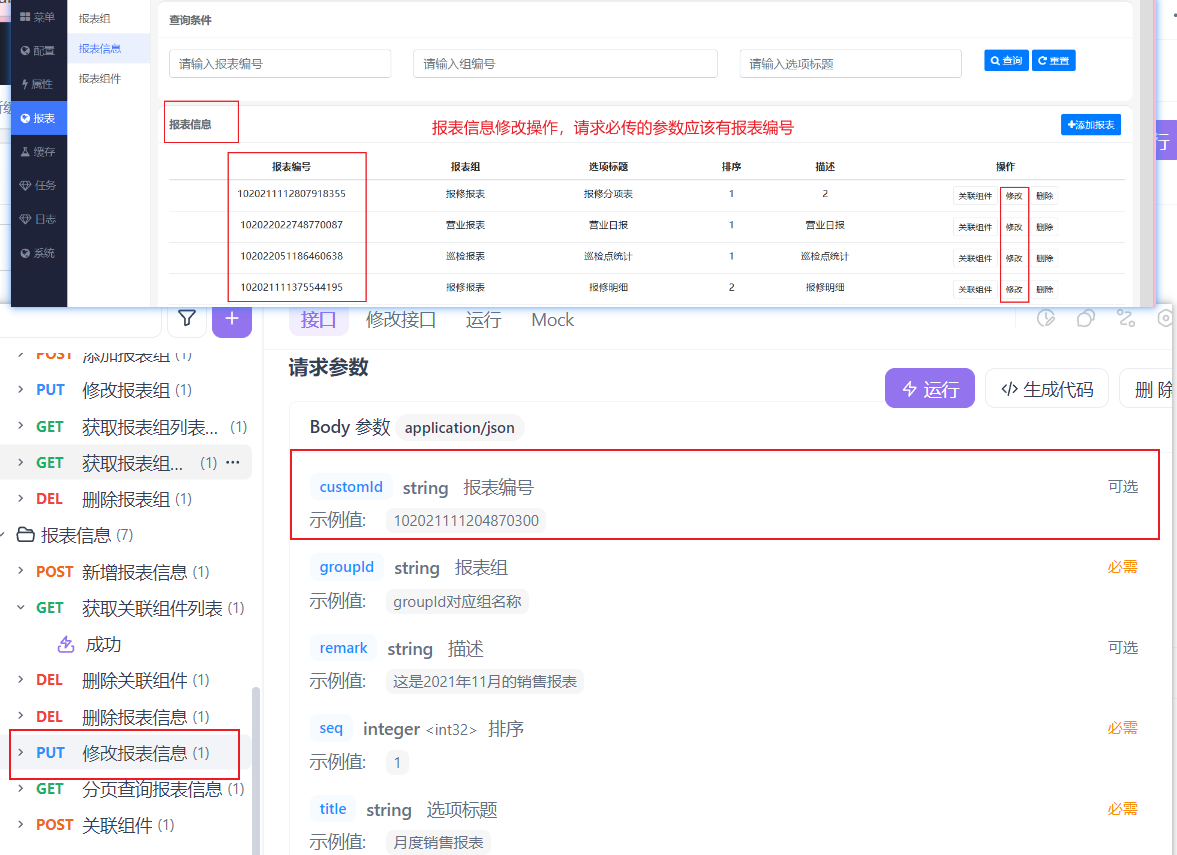 菜单
配置
属性
报表
缓存
任务
日志
系统
报表组
报表信息
报表组件
查询条件
请输入报表编号
请输入组编号
请输入选项标题
查询
重置
报表信息
报表信息修改操作，请求必传的参数应该有报表编号
添加报表
报表编号 报表组 选项标题 排序 描述 操作
1020211112807918355 报修报表 报修分项表 1 2 关联组件 修改 删除
102022022748770087 营业报表 营业日报 1 营业日报 关联组件 修改 删除
102022051186460638 巡检报表 巡检点统计 1 巡检点统计 关联组件 修改 删除
102021111375544195 报修报表 报修明细 2 报修明细 关联组件 修改 删除
行
POST 添加报表组 (1)
PUT 修改报表组 (1)
GET 获取报表组列表... (1)
GET 获取报表组... (1) ···
DEL 删除报表组 (1)
报表信息 (7)
POST 新增报表信息 (1)
GET 获取关联组件列表 (1)
成功
DEL 删除关联组件 (1)
DEL 删除报表信息 (1)
PUT 修改报表信息 (1)
GET 分页查询报表信息 (1)
POST 关联组件 (1)
接口 修改接口 运行 Mock
请求参数
运行
</> 生成代码
删 除
Body 参数 application/json
customId string 报表编号 可选
示例值: 102021111204870300
groupId string 报表组 必需
示例值: groupId对应组名称
remark string 描述 可选
示例值: 这是2021年11月的销售报表
seq integer <int32> 排序 必需
示例值: 1
title string 选项标题 必需
示例值: 月度销售报表